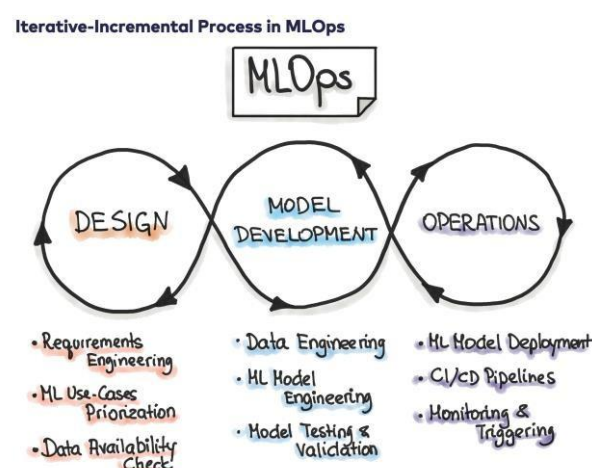 Iterative-Incremental Process in MLOps
MLOps
DESIGN
MODEL
DEVELOPMENT
OPERATIONS
• Requirements
Engineering
• ML Use-Cases
Priorization
• Data Availability
Check
• Data Engineering
• ML Model
Engineering
• Model Testing &
Validation
• ML Model Deployment
• CI/CD Pipelines
• Monitoring &
Triggering